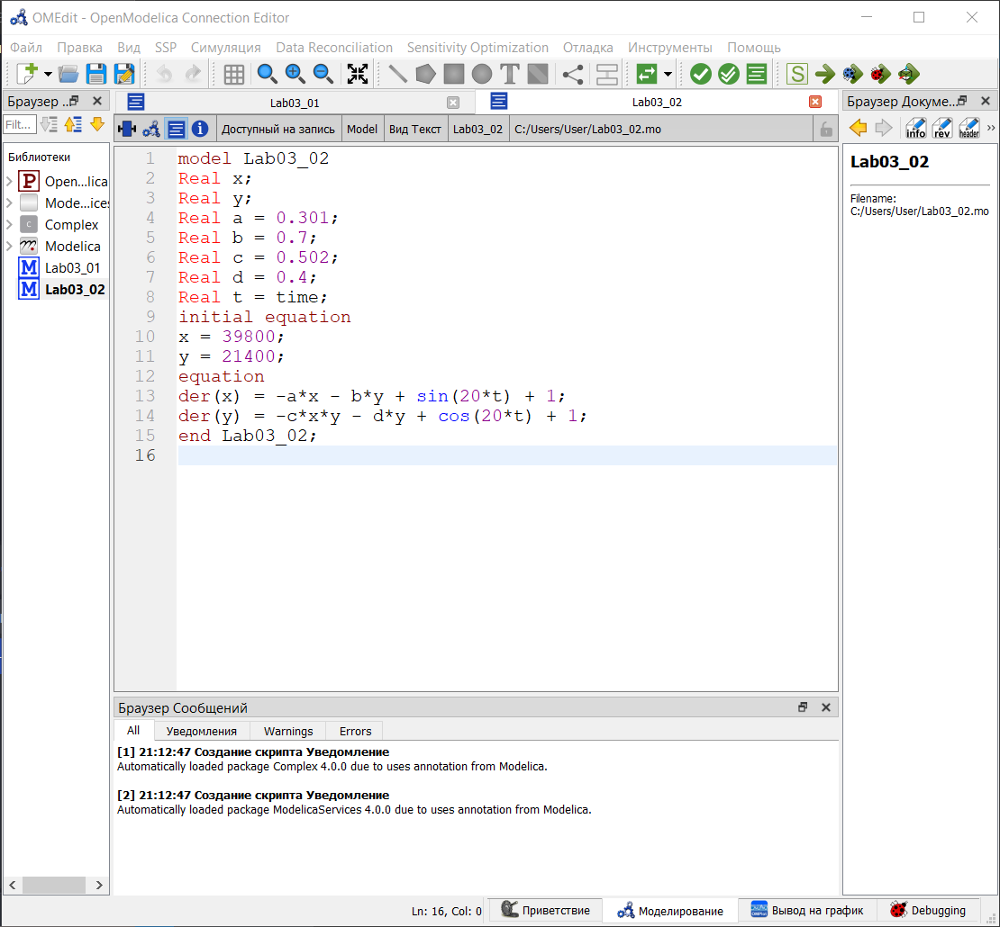 OMEdit - OpenModelica Connection Editor
Файл Правка Вид SSP Симуляция Data Reconciliation Sensitivity Optimization Отладка Инструменты Помощь
T S
Браузер ..
Lab03_01
Lab03_02
Браузер Докуме...
Filt...
i Доступный на запись Model Вид Текст Lab03_02 C:/Users/User/Lab03_02.mo
info rev header »
Библиотеки
P Open...lica
Mode...ices
C Complex
m Modelica
M Lab03_01
M Lab03_02
1 model Lab03_02
2 Real x;
3 Real y;
4 Real a = 0.301;
5 Real b = 0.7;
6 Real c = 0.502;
7 Real d = 0.4;
8 Real t = time;
9 initial equation
10 x = 39800;
11 y = 21400;
12 equation
13 der(x) = -a*x - b*y + sin(20*t) + 1;
14 der(y) = -c*x*y - d*y + cos(20*t) + 1;
15 end Lab03_02;
16
Lab03_02
Filename:
C:/Users/User/Lab03_02.mo
Браузер Сообщений
All Уведомления Warnings Errors
[1] 21:12:47 Создание скрипта Уведомление
Automatically loaded package Complex 4.0.0 due to uses annotation from Modelica.
[2] 21:12:47 Создание скрипта Уведомление
Automatically loaded package ModelicaServices 4.0.0 due to uses annotation from Modelica.
Ln: 16, Col: 0 Приветствие Моделирование Вывод на график Debugging